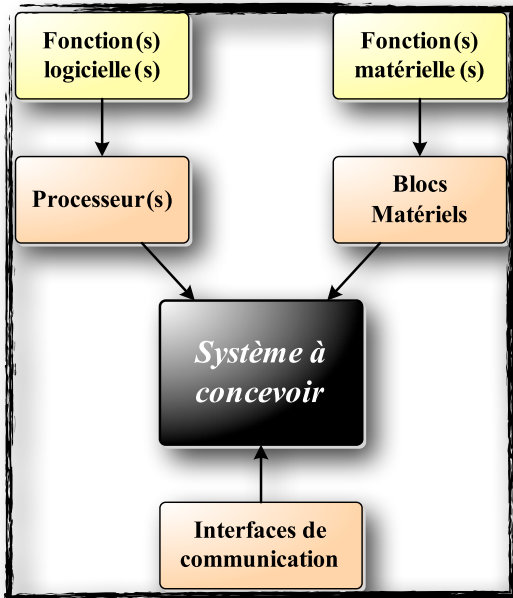 Fonction(s)
logicielle(s)
Fonction(s)
matérielle(s)
Processeur(s)
Blocs
Matériels
Système à
concevoir
Interfaces de
communication